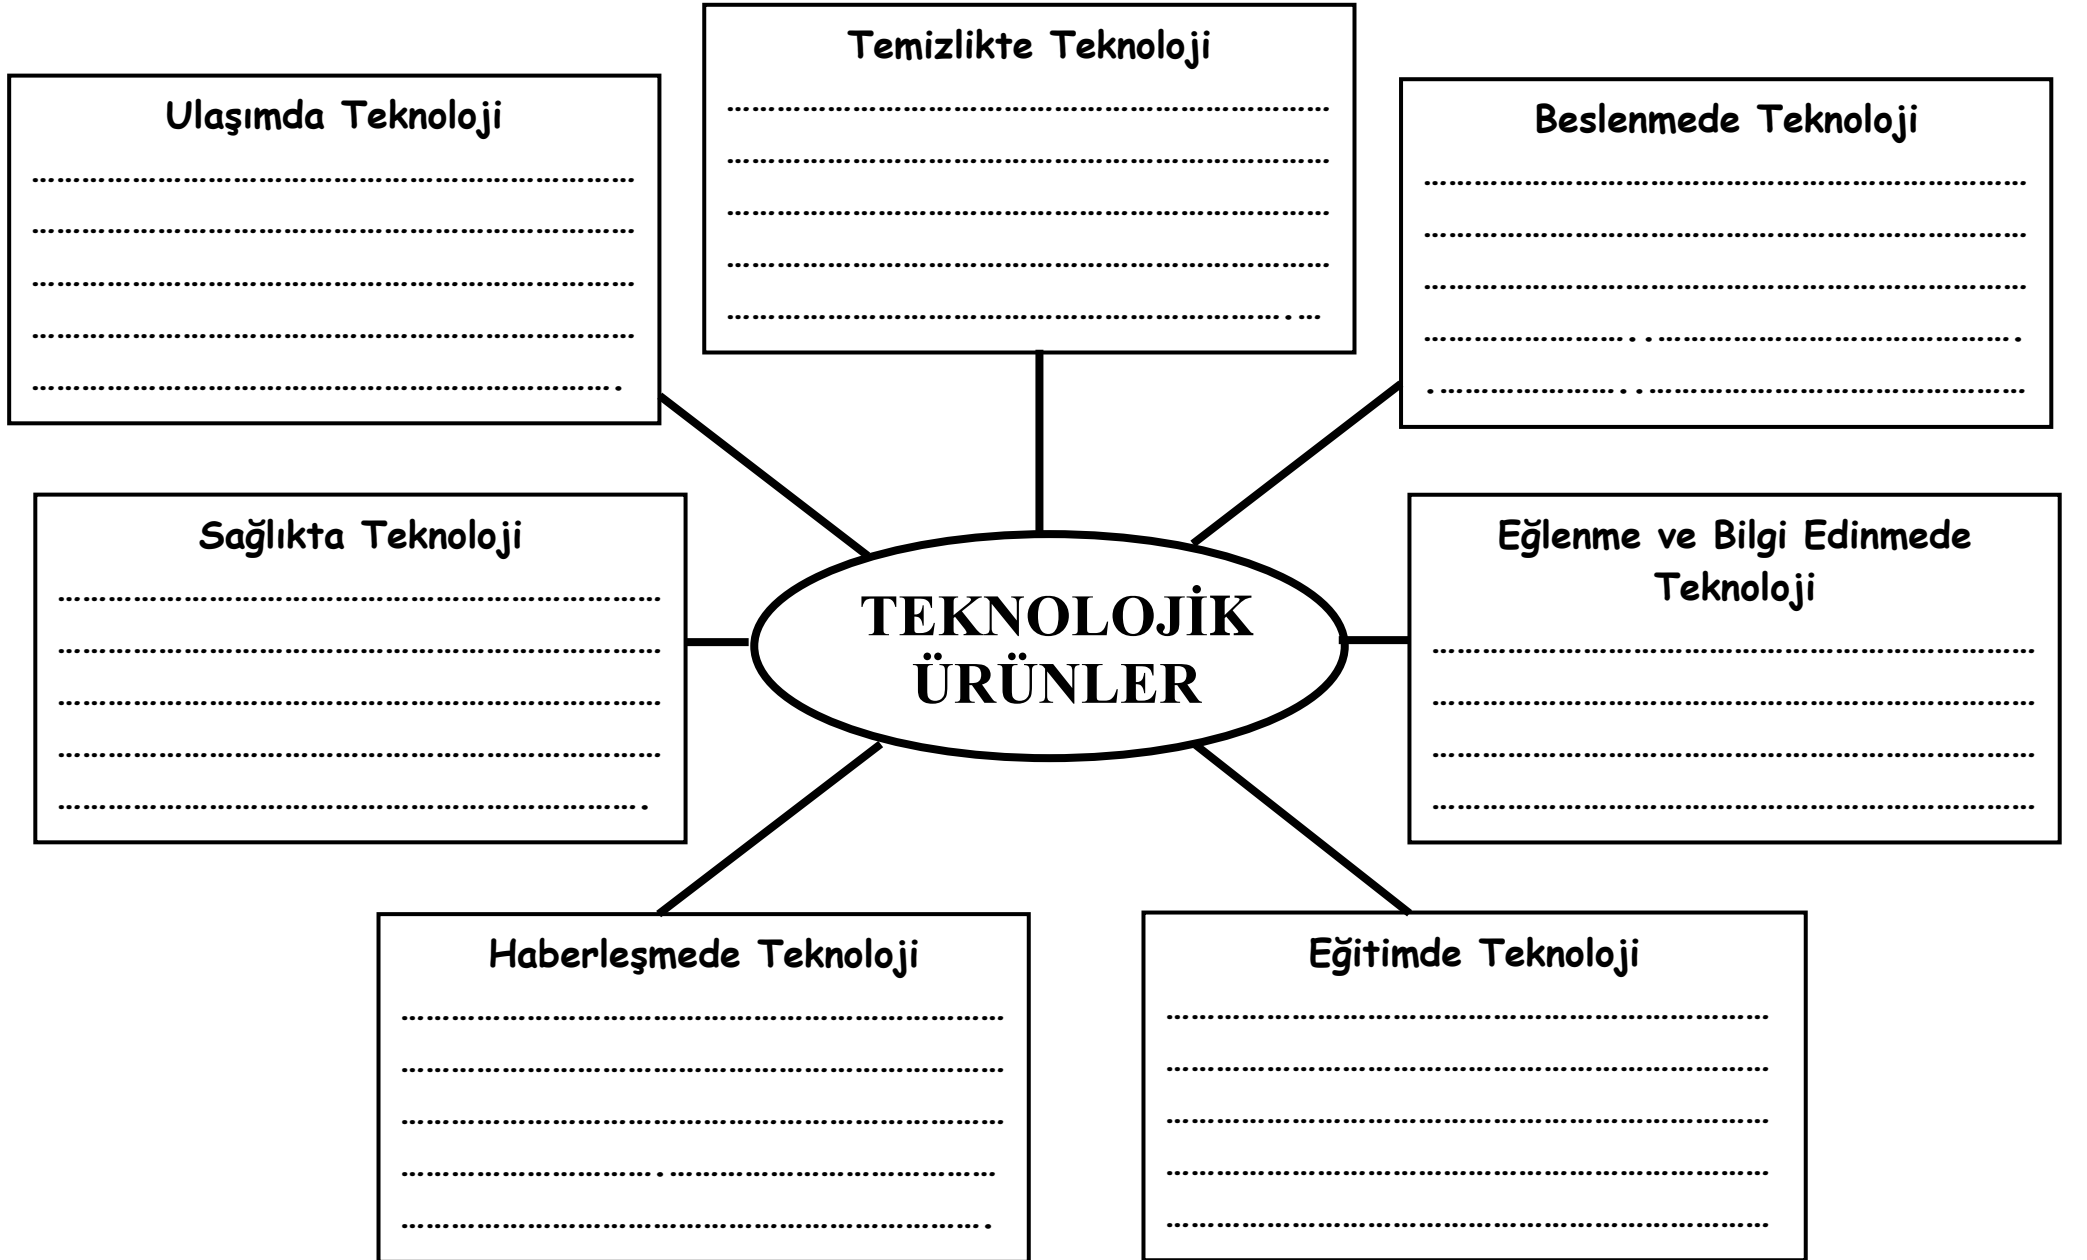 Temizlikte Teknoloji
Ulaşımda Teknoloji
Beslenmede Teknoloji
Sağlıkta Teknoloji
Eğlenme ve Bilgi Edinmede
Teknoloji
TEKNOLOJİK
ÜRÜNLER
Haberleşmede Teknoloji
Eğitimde Teknoloji